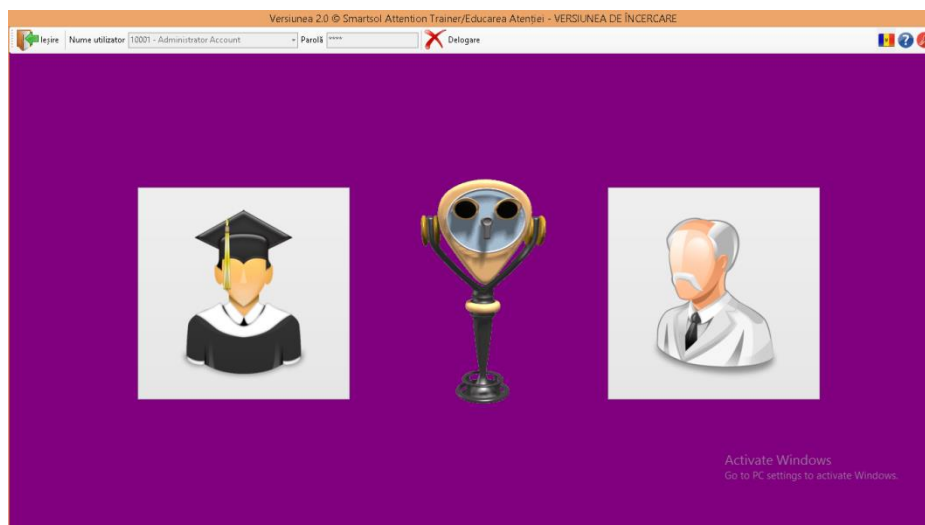 Versiunea 2.0 © Smartsol Attention Trainer/Educarea Atenției - VERSIUNEA DE ÎNCERCARE
Ieșire Nume utilizator 10001 - Administrator Account Parolă **** Delogare
Activate Windows
Go to PC settings to activate Windows.